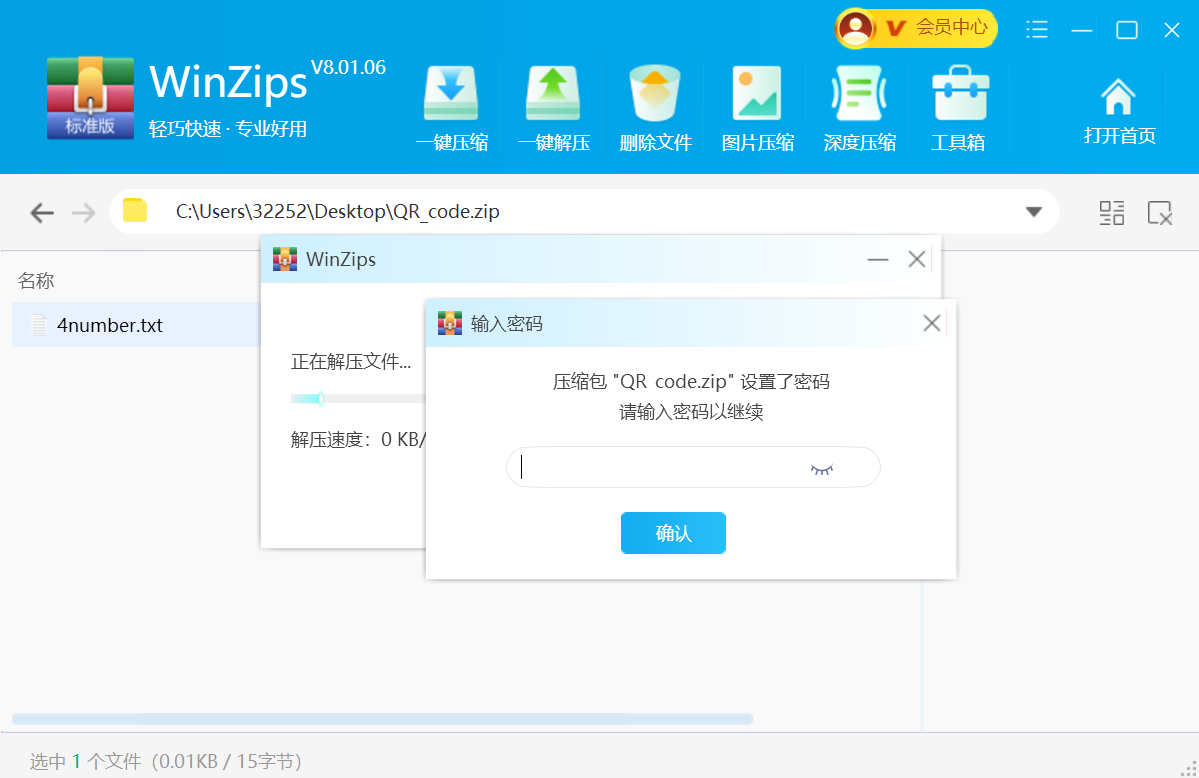 会员中心
WinZips V8.01.06
轻巧快速 · 专业好用
标准版
一键压缩
一键解压
删除文件
图片压缩
深度压缩
工具箱
打开首页
C:\Users\32252\Desktop\QR_code.zip
名称
4number.txt
WinZips
正在解压文件...
解压速度：0 KB/
输入密码
压缩包 "QR code.zip" 设置了密码
请输入密码以继续
确认
选中 1 个文件（0.01KB / 15字节）